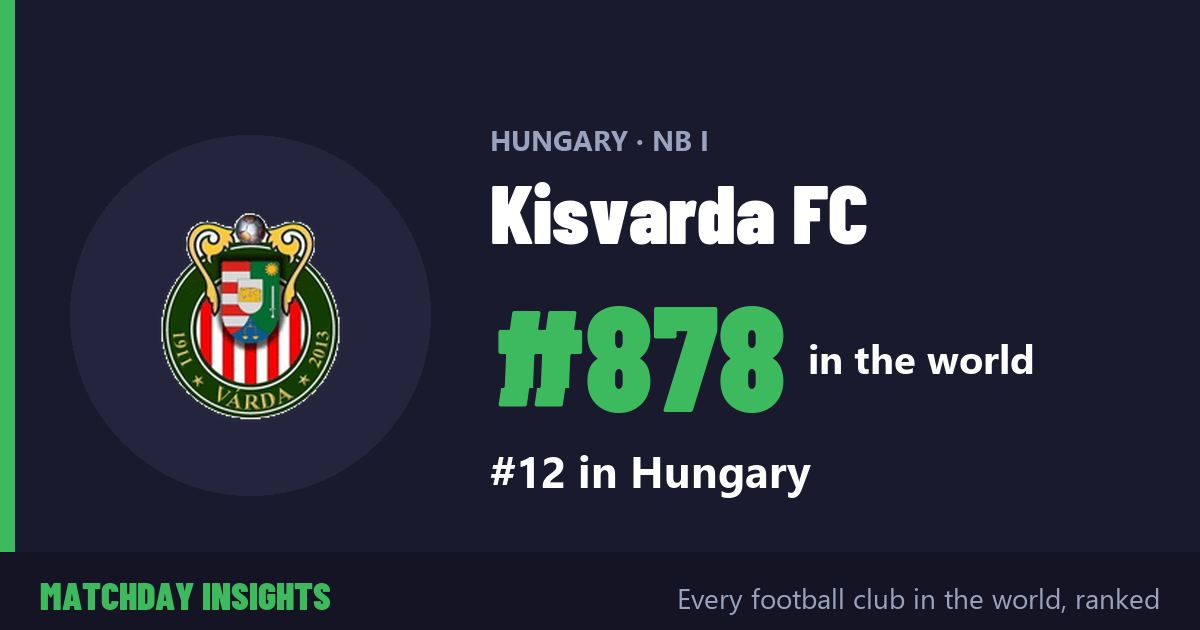 HUNGARY · NB I
Kisvarda FC
#878 in the world
#12 in Hungary
1911 ★ VÁRDA ★ 2013
MATCHDAY INSIGHTS
Every football club in the world, ranked